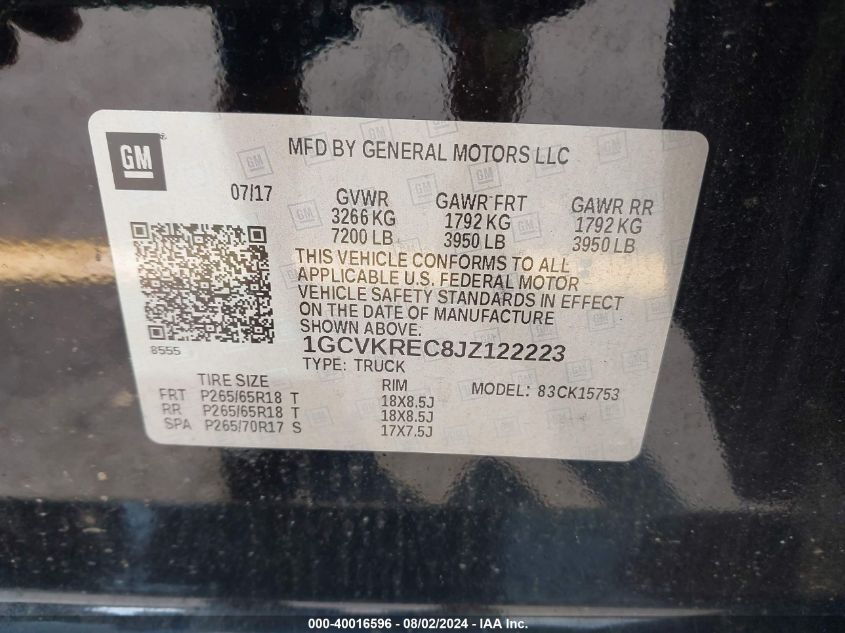 GM ®
MFD BY GENERAL MOTORS LLC
07/17
GVWR GAWR FRT GAWR RR
3266 KG 1792 KG 1792 KG
7200 LB 3950 LB 3950 LB
THIS VEHICLE CONFORMS TO ALL
APPLICABLE U.S. FEDERAL MOTOR
VEHICLE SAFETY STANDARDS IN EFFECT
ON THE DATE OF MANUFACTURE
SHOWN ABOVE.
8555
1GCVKREC8JZ122223
TYPE: TRUCK
TIRE SIZE RIM MODEL: 83CK15753
FRT P265/65R18 T 18X8.5J
RR P265/65R18 T 18X8.5J
SPA P265/70R17 S 17X7.5J
000-40016596 - 08/02/2024 - IAA Inc.